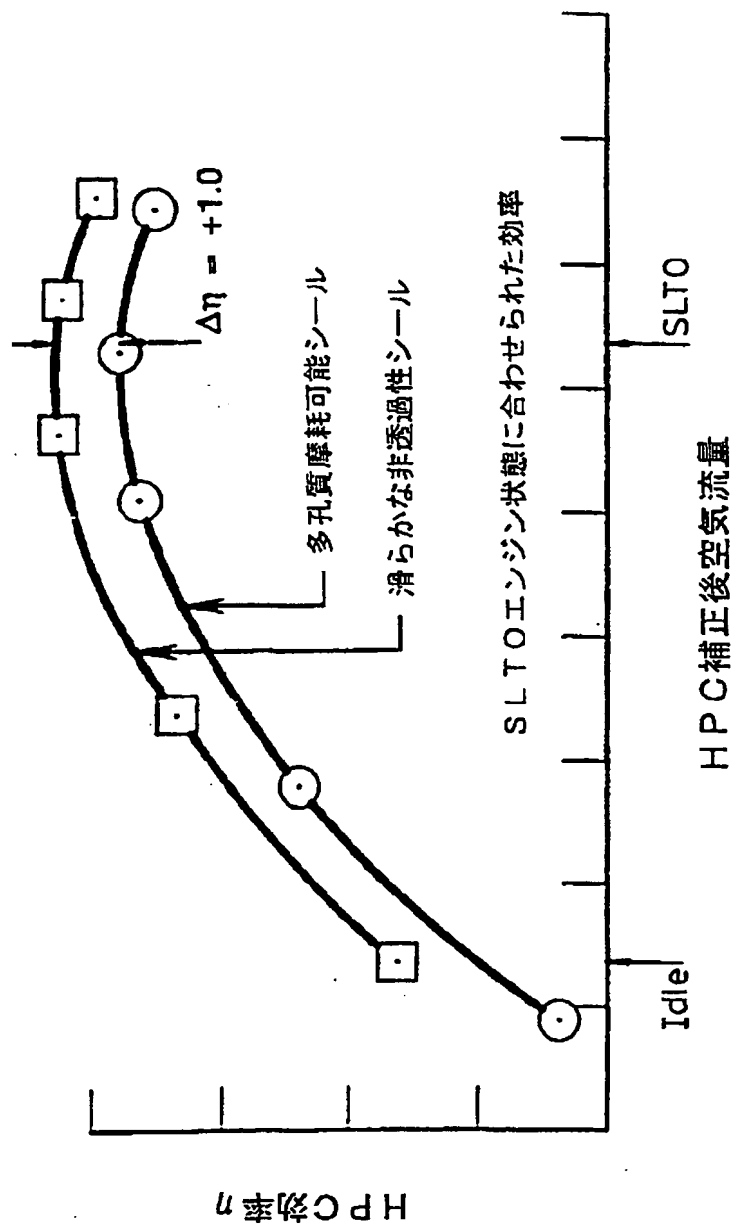 HPC効率η
Δη = +1.0
多孔質摩耗可能シール
滑らかな非透過性シール
SLTOエンジン状態に合わせられた効率
Idle
SLTO
HPC補正後空気流量